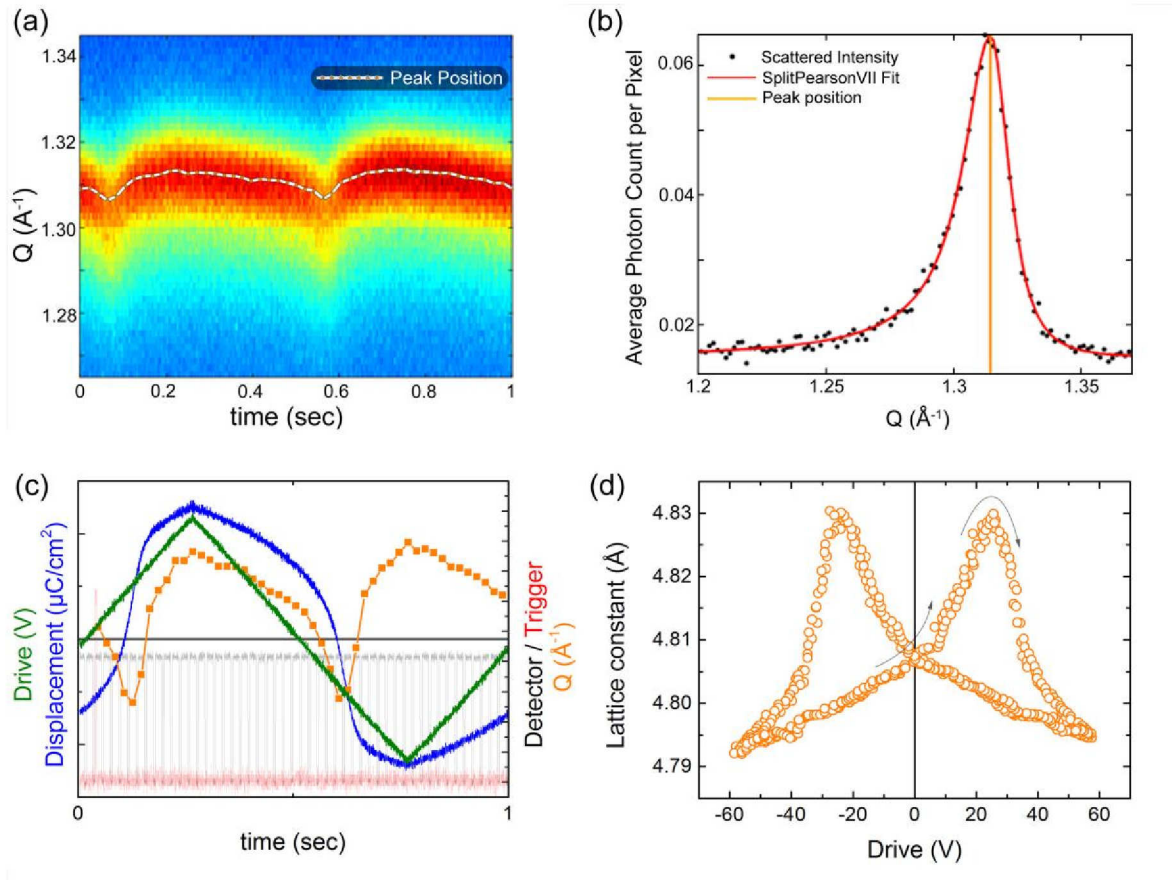 (a)
1.34
1.32
1.30
1.28
Q (A⁻¹)
Peak Position
0
0.2
0.4
0.6
0.8
1
time (sec)
(b)
0.06
0.04
0.02
Average Photon Count per Pixel
Scattered Intensity
SplitPearsonVII Fit
Peak position
1.2
1.25
1.3
1.35
Q (Å⁻¹)
(c)
Drive (V)
Displacement (µC/cm²)
Detector / Trigger
Q (Å⁻¹)
0
1
time (sec)
(d)
4.83
4.82
4.81
4.80
4.79
Lattice constant (Å)
-60
-40
-20
0
20
40
60
Drive (V)